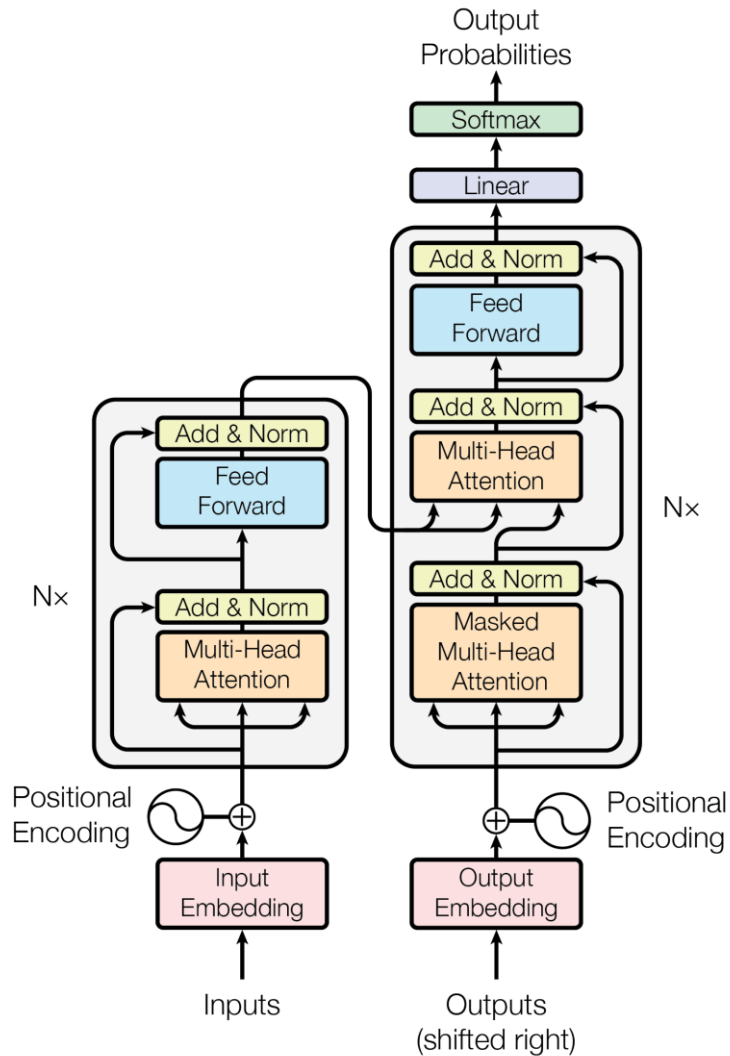 Output
Probabilities
Softmax
Linear
Add & Norm
Feed
Forward
Add & Norm
Multi-Head
Attention
Add & Norm
Masked
Multi-Head
Attention
N×
Add & Norm
Feed
Forward
Add & Norm
Multi-Head
Attention
N×
Positional
Encoding
Positional
Encoding
Input
Embedding
Output
Embedding
Inputs
Outputs
(shifted right)